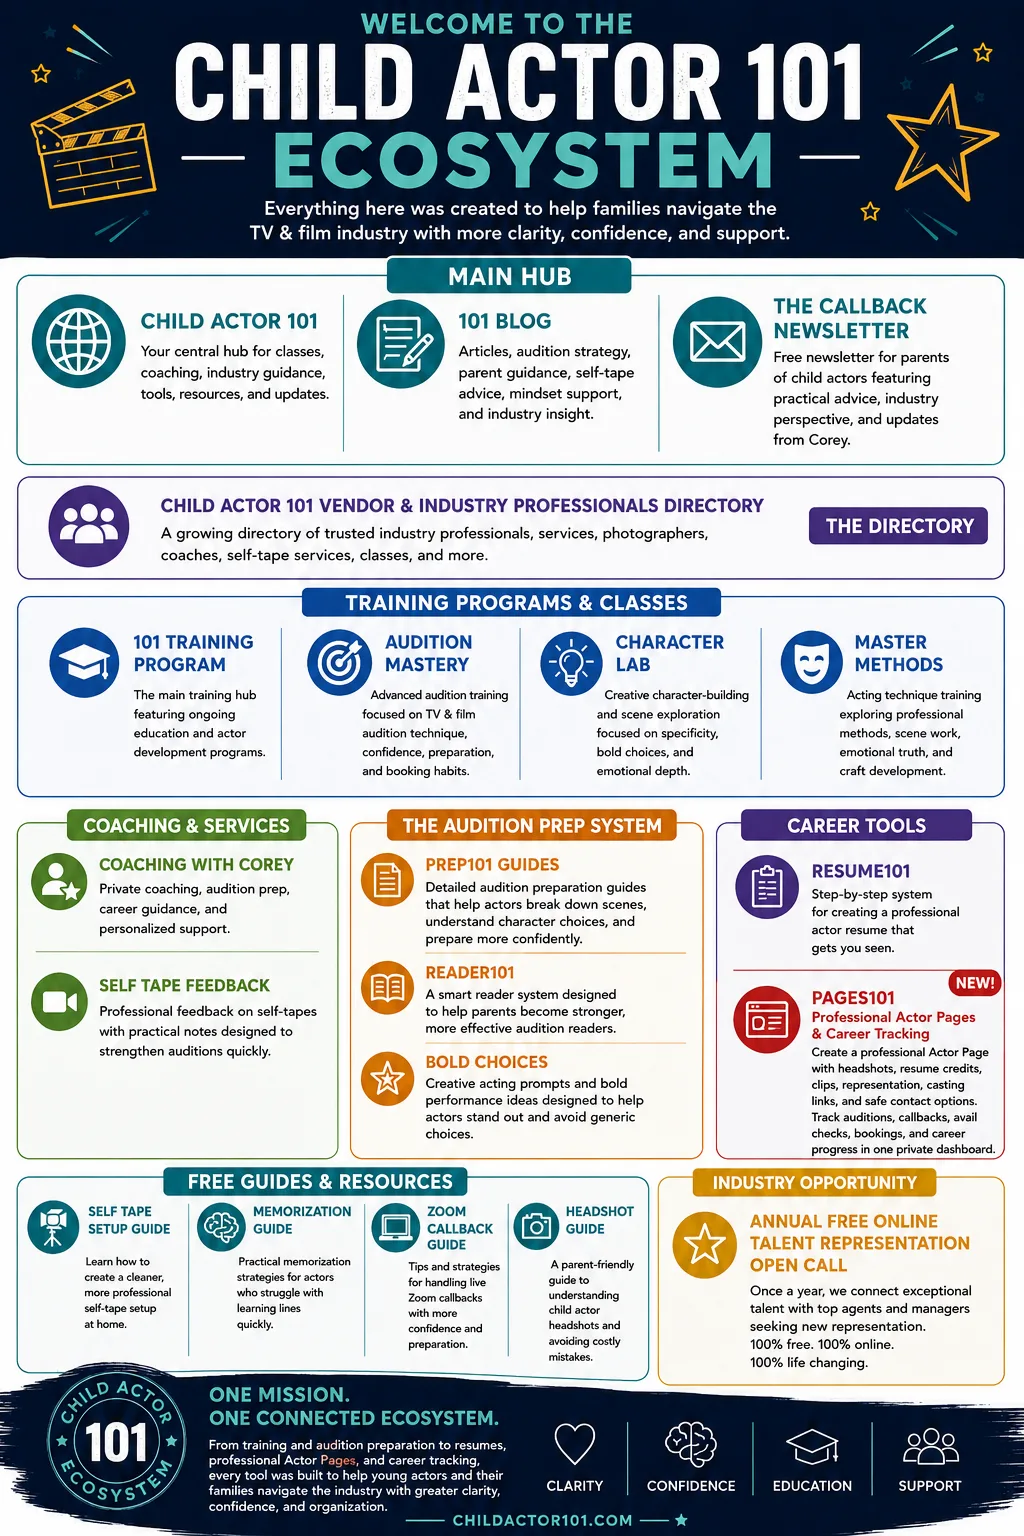 WELCOME TO THE
CHILD ACTOR 101
ECOSYSTEM
Everything here was created to help families navigate the
TV & film industry with more clarity, confidence, and support.
MAIN HUB
CHILD ACTOR 101
Your central hub for classes,
coaching, industry guidance,
tools, resources, and updates.
101 BLOG
Articles, audition strategy,
parent guidance, self-tape
advice, mindset support,
and industry insight.
THE CALLBACK
NEWSLETTER
Free newsletter for parents
of child actors featuring
practical advice, industry
perspective, and updates
from Corey.
CHILD ACTOR 101 VENDOR & INDUSTRY PROFESSIONALS DIRECTORY
A growing directory of trusted industry professionals, services, photographers,
coaches, self-tape services, classes, and more.
THE DIRECTORY
TRAINING PROGRAMS & CLASSES
101 TRAINING
PROGRAM
The main training hub
featuring ongoing
education and actor
development programs.
AUDITION
MASTERY
Advanced audition training
focused on TV & film
audition technique,
confidence, preparation,
and booking habits.
CHARACTER
LAB
Creative character-building
and scene exploration
focused on specificity,
bold choices, and
emotional depth.
MASTER
METHODS
Acting technique training
exploring professional
methods, scene work,
emotional truth, and
craft development.
COACHING & SERVICES
COACHING WITH COREY
Private coaching, audition prep,
career guidance, and
personalized support.
SELF TAPE FEEDBACK
Professional feedback on self-tapes
with practical notes designed to
strengthen auditions quickly.
THE AUDITION PREP SYSTEM
PREP101 GUIDES
Detailed audition preparation guides
that help actors break down scenes,
understand character choices, and
prepare more confidently.
READER101
A smart reader system designed
to help parents become stronger,
more effective audition readers.
BOLD CHOICES
Creative acting prompts and bold
performance ideas designed to help
actors stand out and avoid generic
choices.
CAREER TOOLS
RESUME101
Step-by-step system
for creating a professional
actor resume that
gets you seen.
NEW!
PAGES101
Professional Actor Pages
& Career Tracking
Create a professional Actor Page
with headshots, resume credits,
clips, representation, casting
links, and safe contact options.
Track auditions, callbacks, avail
checks, bookings, and career
progress in one private dashboard.
FREE GUIDES & RESOURCES
SELF TAPE
SETUP GUIDE
Learn how to
create a cleaner,
more professional
self-tape setup
at home.
MEMORIZATION
GUIDE
Practical memorization
strategies for actors
who struggle with
learning lines
quickly.
ZOOM
CALLBACK
GUIDE
Tips and strategies
for handling live
Zoom callbacks
with more
confidence and
preparation.
HEADSHOT
GUIDE
A parent-friendly
guide to
understanding
child actor
headshots and
avoiding costly
mistakes.
INDUSTRY OPPORTUNITY
ANNUAL FREE ONLINE
TALENT REPRESENTATION
OPEN CALL
Once a year, we connect exceptional
talent with top agents and managers
seeking new representation.
100% free. 100% online.
100% life changing.
CHILD ACTOR
101
ECOSYSTEM
ONE MISSION.
ONE CONNECTED ECOSYSTEM.
From training and audition preparation to resumes,
professional Actor Pages, and career tracking,
every tool was built to help young actors and their
families navigate the industry with greater clarity,
confidence, and organization.
CLARITY
CONFIDENCE
EDUCATION
SUPPORT
CHILDACTOR101.COM